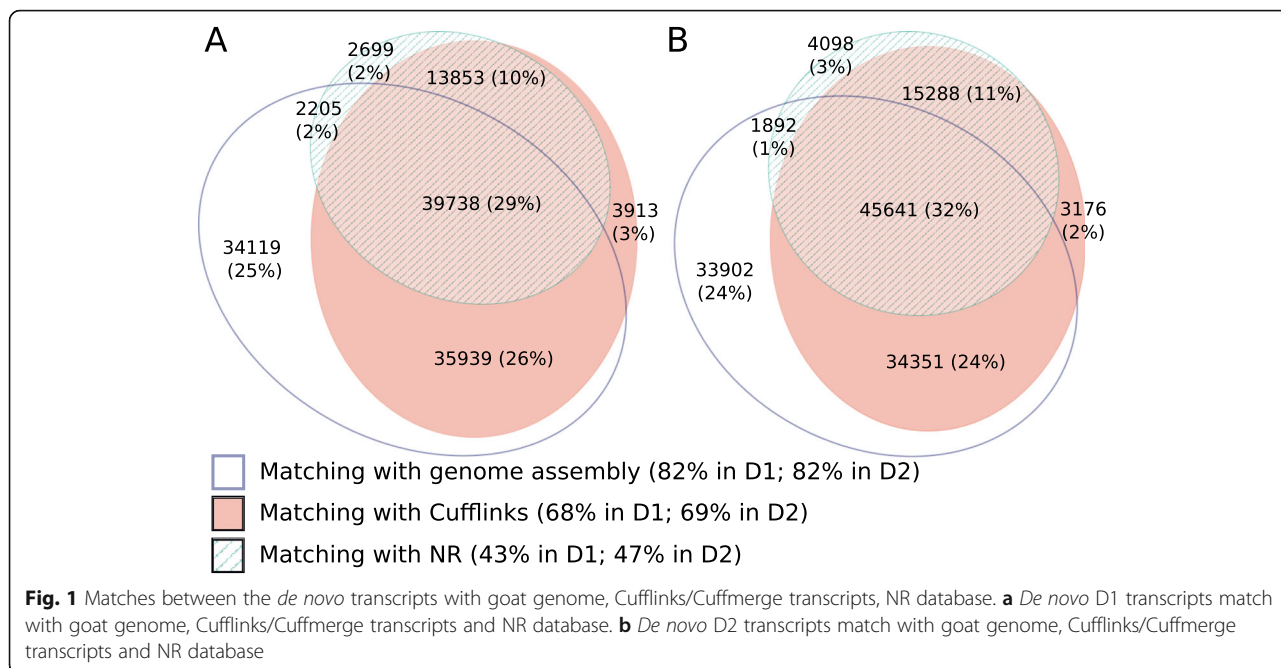 A
2699
(2%)
13853 (10%)
2205
(2%)
39738 (29%)
3913
(3%)
34119
(25%)
35939 (26%)
B
4098
(3%)
15288 (11%)
1892
(1%)
45641 (32%)
3176
(2%)
33902
(24%)
34351 (24%)
Matching with genome assembly (82% in D1; 82% in D2)
Matching with Cufflinks (68% in D1; 69% in D2)
Matching with NR (43% in D1; 47% in D2)
Fig. 1 Matches between the de novo transcripts with goat genome, Cufflinks/Cuffmerge transcripts, NR database. a De novo D1 transcripts match
with goat genome, Cufflinks/Cuffmerge transcripts and NR database. b De novo D2 transcripts match with goat genome, Cufflinks/Cuffmerge
transcripts and NR database